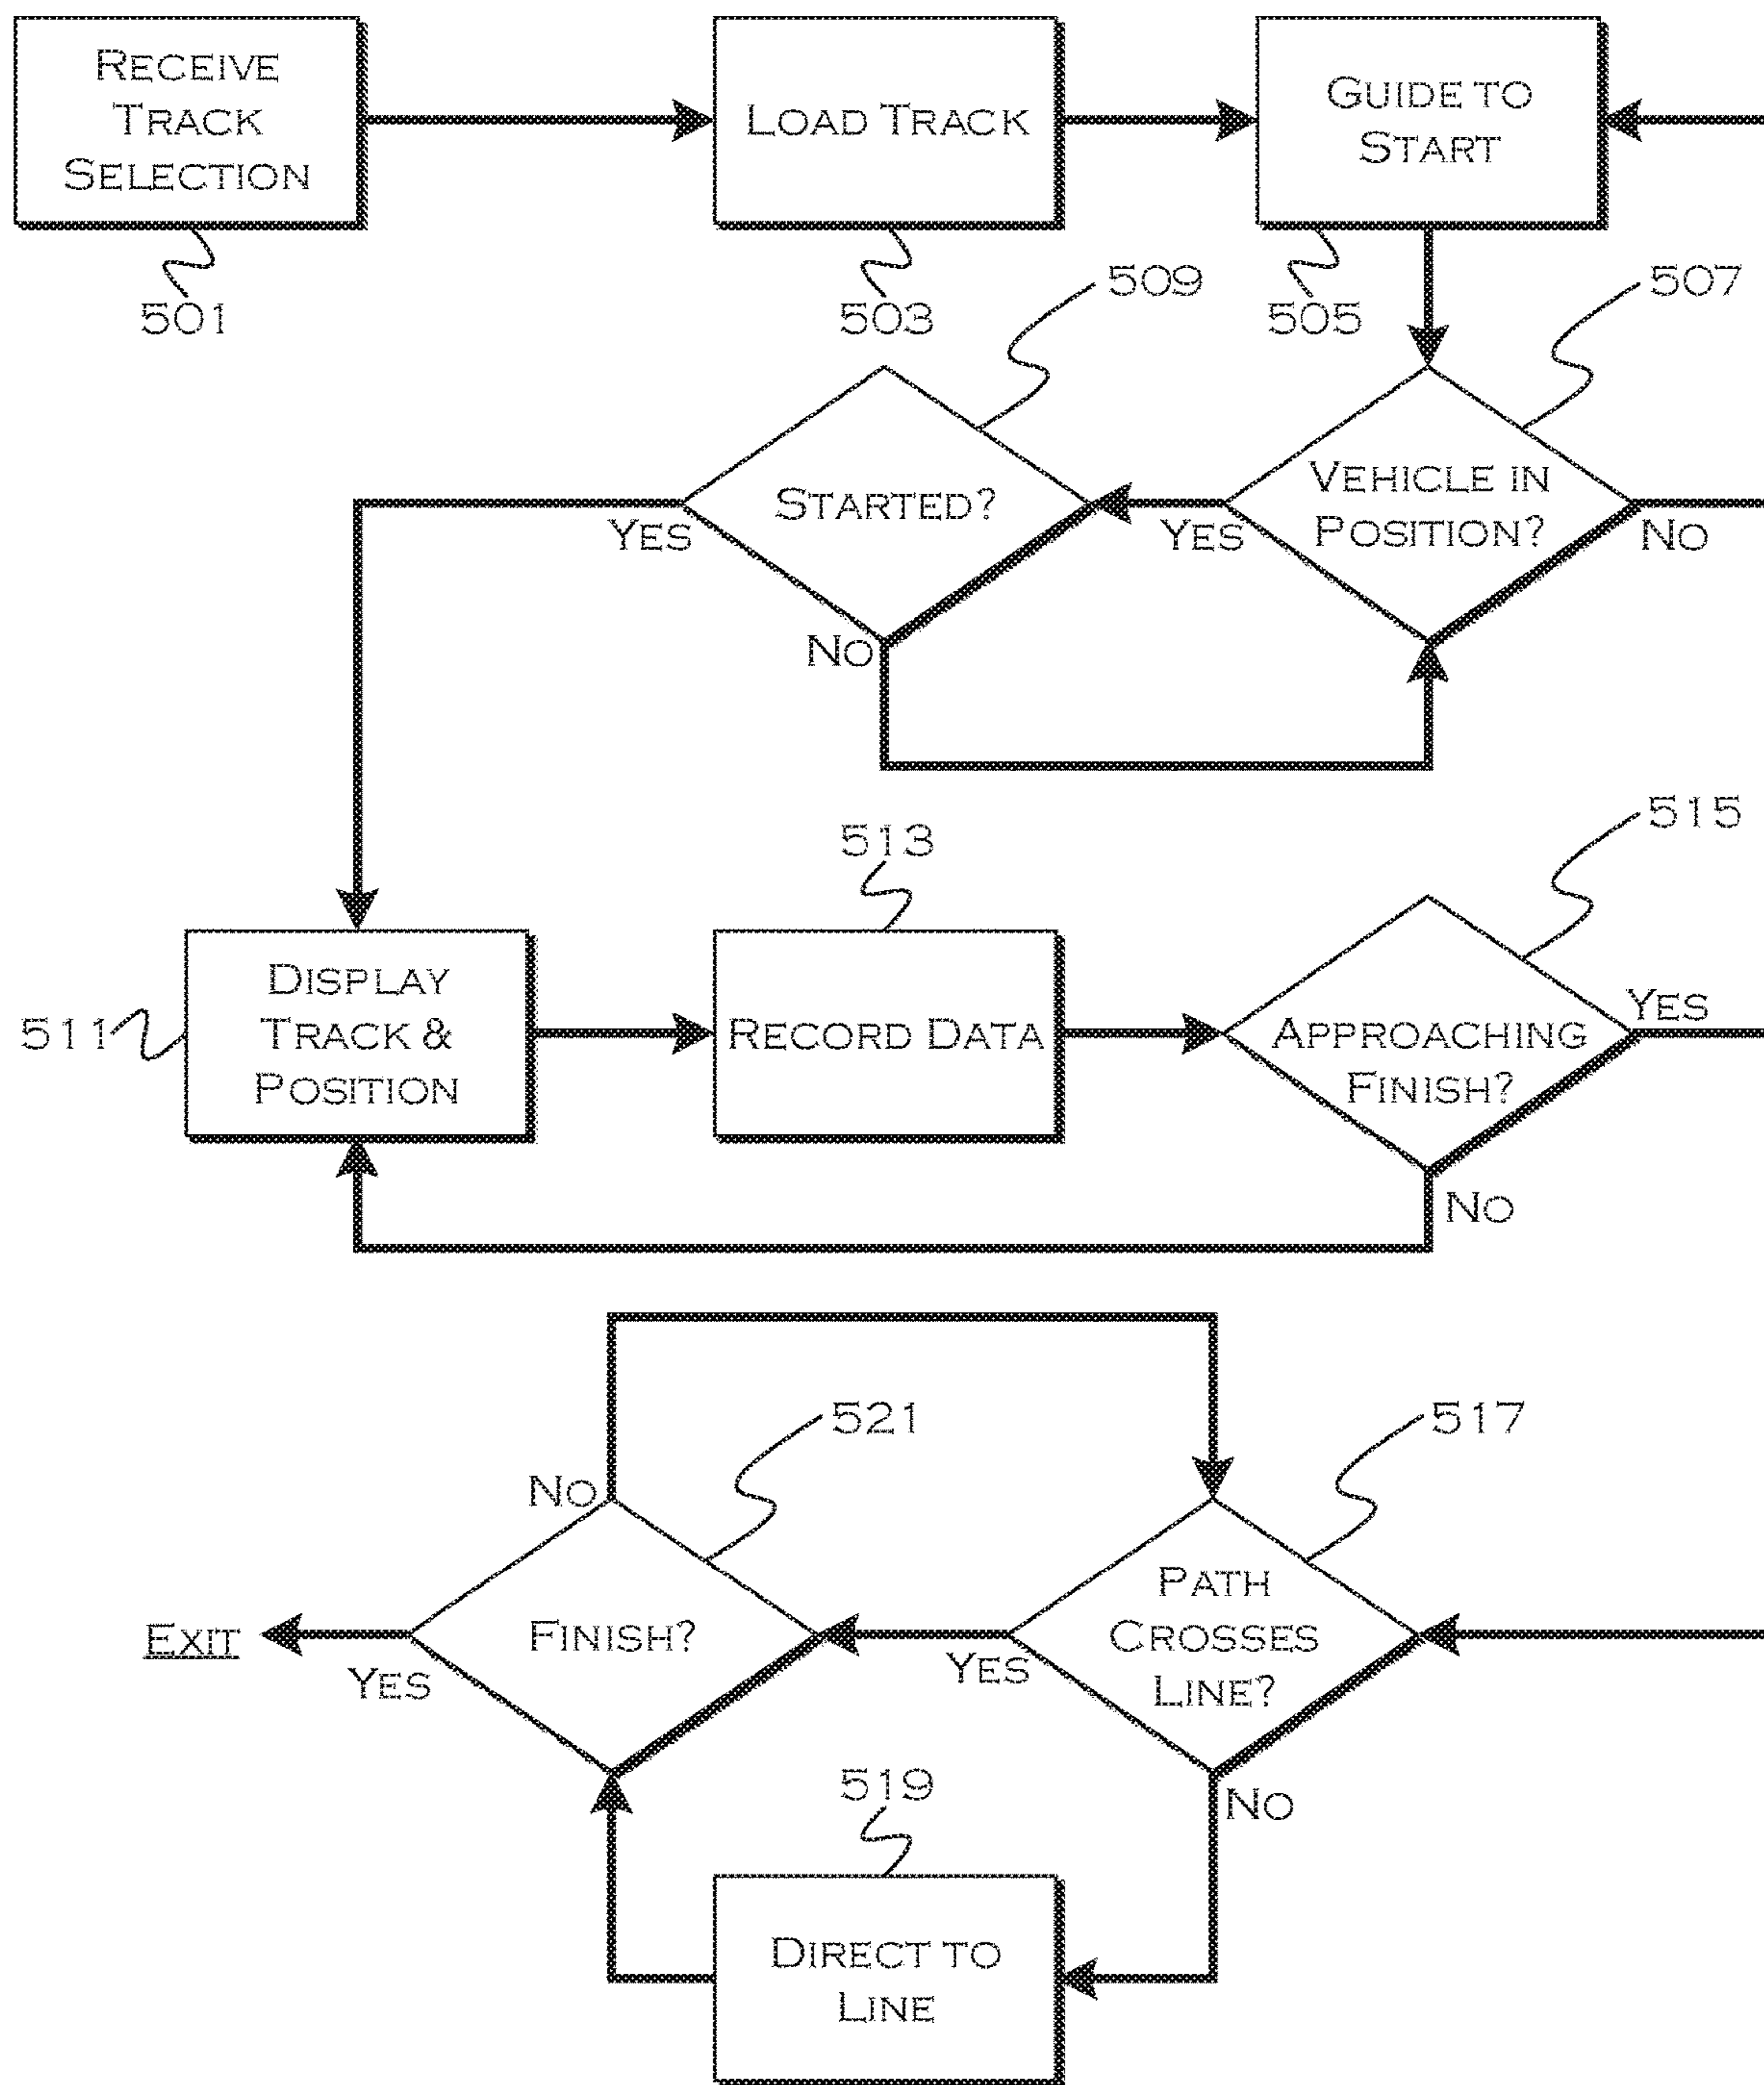 RECEIVE
TRACK
SELECTION
501
LOAD TRACK
503
GUIDE TO
START
505
509
507
STARTED?
YES
NO
VEHICLE IN
POSITION?
YES
NO
513
515
511
DISPLAY
TRACK &
POSITION
RECORD DATA
APPROACHING
FINISH?
YES
NO
521
517
NO
EXIT
YES
FINISH?
YES
PATH
CROSSES
LINE?
NO
519
DIRECT TO
LINE